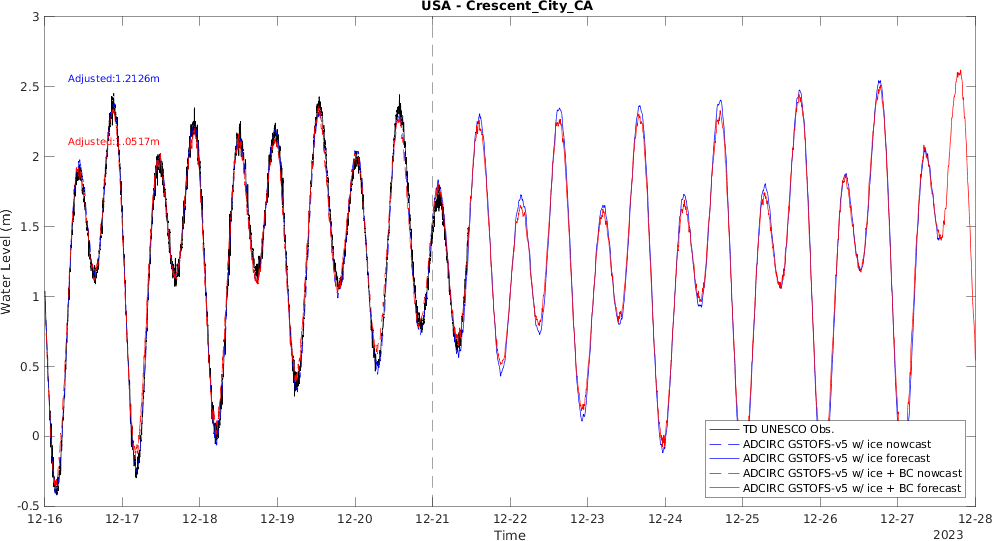 USA - Crescent_City_CA
3
2.5
2
1.5
1
0.5
0
-0.5
Water Level (m)
Adjusted:1.2126m
Adjusted:1.0517m
TD UNESCO Obs.
ADCIRC GSTOFS-v5 w/ ice nowcast
ADCIRC GSTOFS-v5 w/ ice forecast
ADCIRC GSTOFS-v5 w/ ice + BC nowcast
ADCIRC GSTOFS-v5 w/ ice + BC forecast
12-16 12-17 12-18 12-19 12-20 12-21 12-22 12-23 12-24 12-25 12-26 12-27 12-28
Time
2023